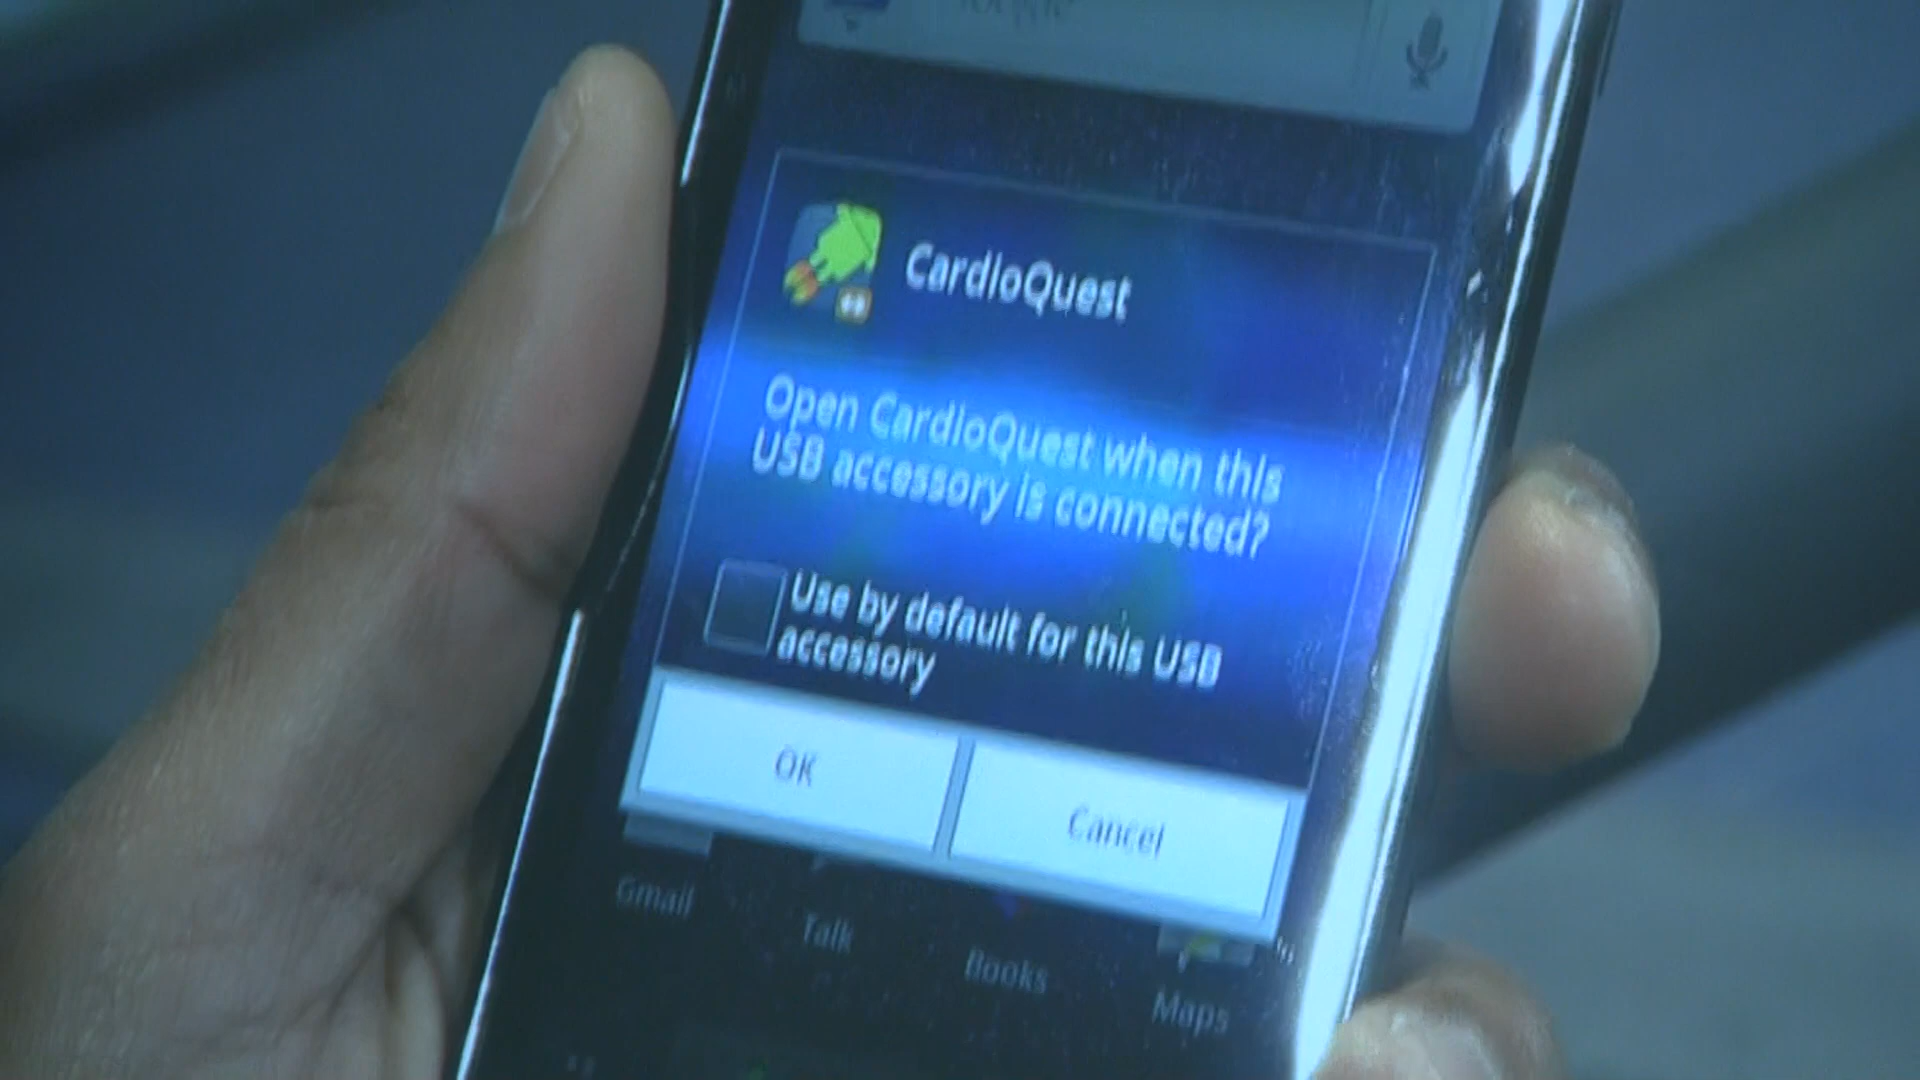 CardioQuest
Open CardioQuest when this
USB accessory is connected?
Use by default for this USB
accessory
OK
Cancel
Gmail
Talk
Books
Maps